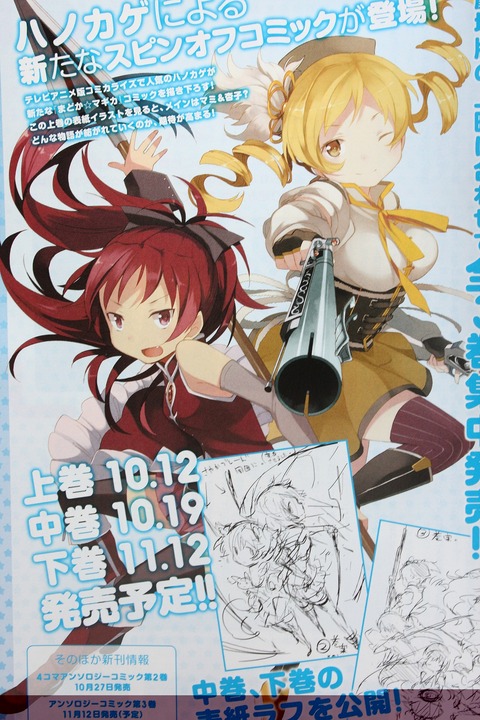 ハノカゲによる
新たなスピンオフコミックが登場!
テレビアニメ版コミカライズで人気のハノカゲが
新たな『まどか☆マギカ』コミックを描き下ろす!
この上巻の表紙イラストを見ると、メインはマミ&杏子?
どんな物語が紡がれていくのか、期待が高まる!
上巻 10.12
中巻 10.19
下巻 11.12
発売予定!!
そのほか新刊情報
4コマアンソロジーコミック第2巻
10月27日発売
アンソロジーコミック第3巻
11月12日発売(予定)
中巻、下巻の
表紙ラフを公開!